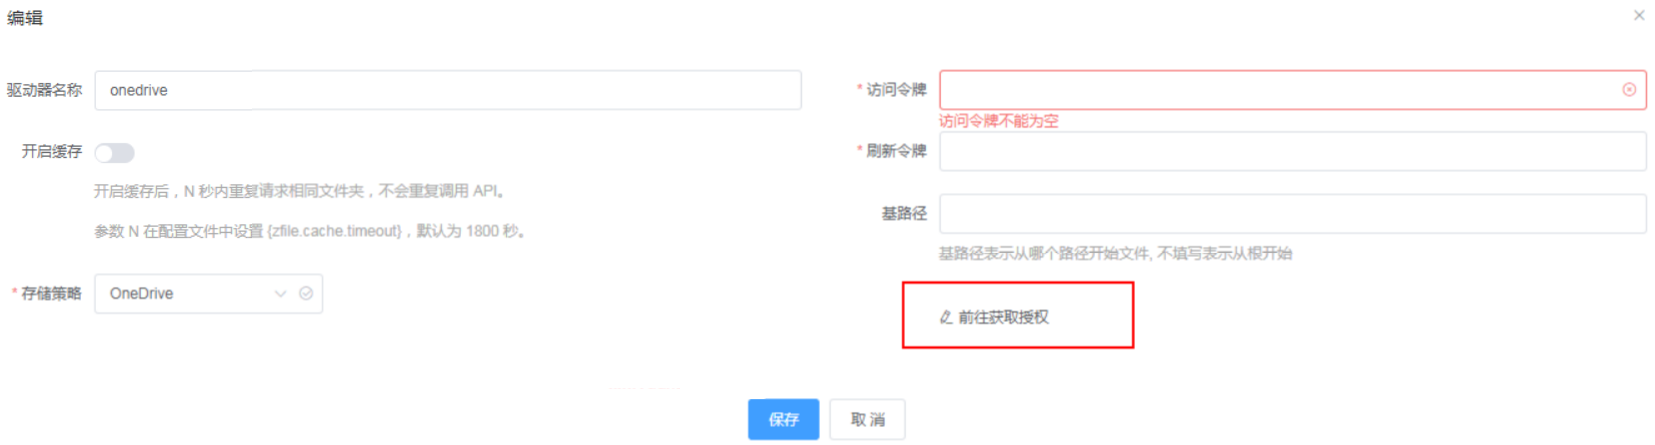 编辑
驱动器名称 onedrive
开启缓存
开启缓存后，N 秒内重复请求相同文件夹，不会重复调用 API。
参数 N 在配置文件中设置 {zfile.cache.timeout}，默认为 1800 秒。
* 存储策略 OneDrive
* 访问令牌
访问令牌不能为空
* 刷新令牌
基路径
基路径表示从哪个路径开始文件, 不填写表示从根开始
前往获取授权
保存 取消